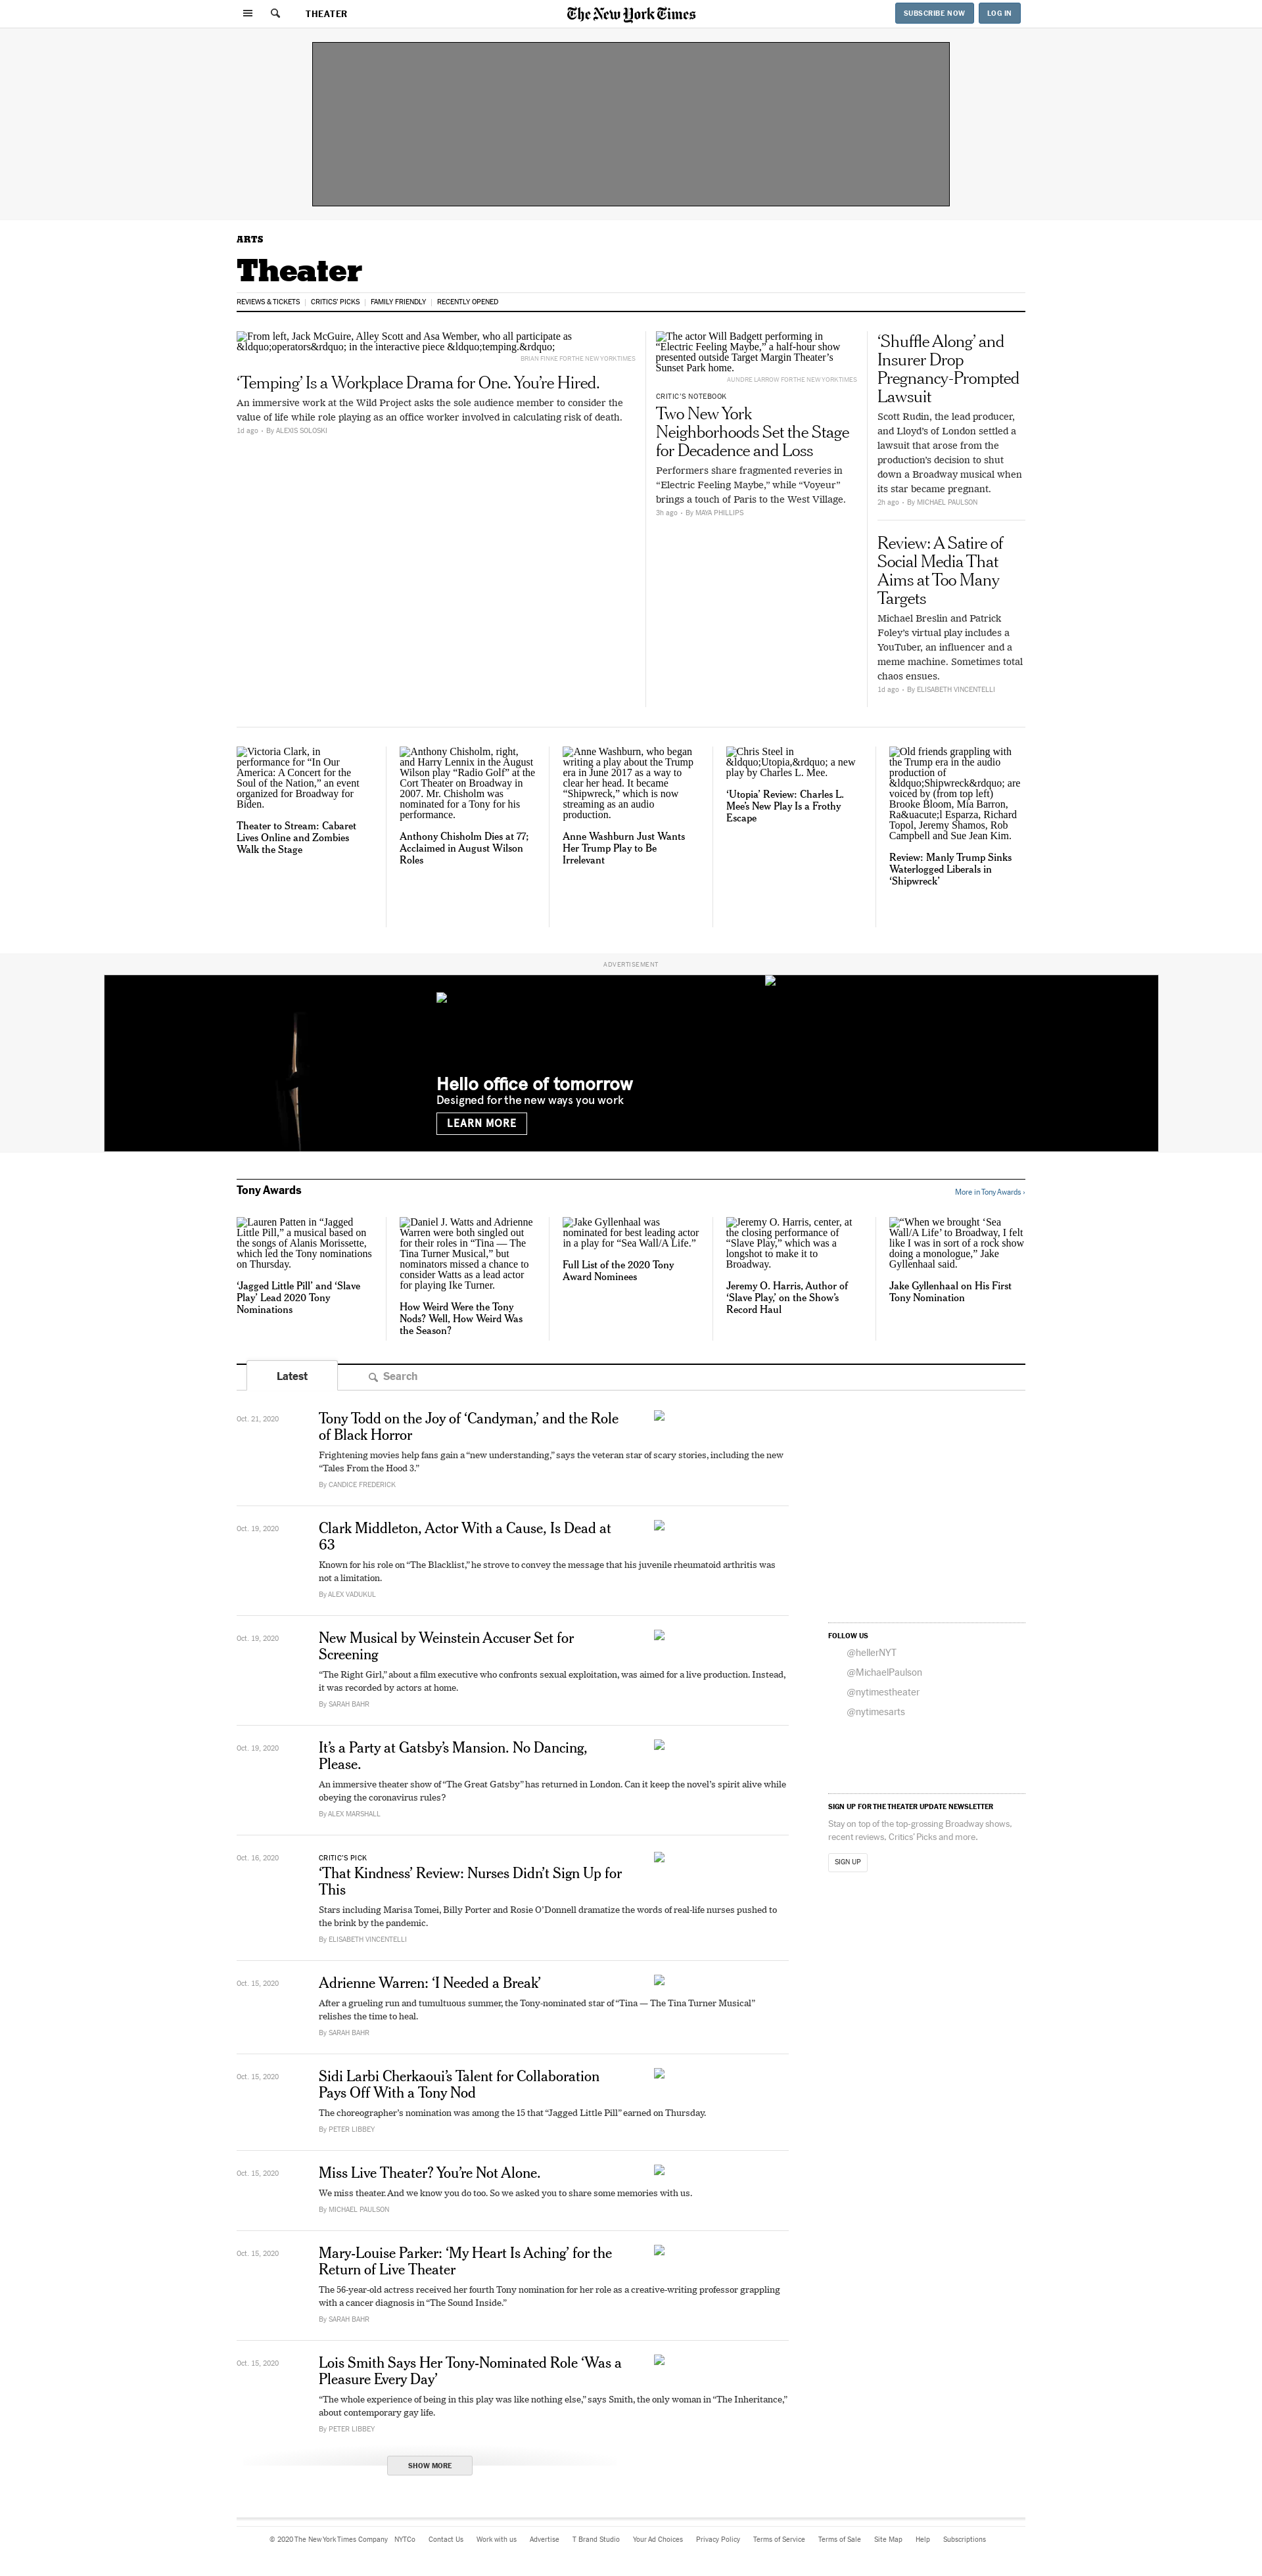 THEATER
The New York Times
SUBSCRIBE NOW
LOG IN
ARTS
Theater
REVIEWS & TICKETS
CRITICS' PICKS
FAMILY FRIENDLY
RECENTLY OPENED
From left, Jack McGuire, Alley Scott and Asa Wember, who all participate as
&ldquo;operators&rdquo; in the interactive piece &ldquo;temping.&rdquo;
BRIAN FINKE FOR THE NEW YORK TIMES
‘Temping’ Is a Workplace Drama for One. You’re Hired.
An immersive work at the Wild Project asks the sole audience member to consider the
value of life while role playing as an office worker involved in calculating risk of death.
1d ago • By ALEXIS SOLOSKI
The actor Will Badgett performing in
“Electric Feeling Maybe,” a half-hour show
presented outside Target Margin Theater’s
Sunset Park home.
AUNDRE LARROW FOR THE NEW YORK TIMES
CRITIC’S NOTEBOOK
Two New York
Neighborhoods Set the Stage
for Decadence and Loss
Performers share fragmented reveries in
“Electric Feeling Maybe,” while “Voyeur”
brings a touch of Paris to the West Village.
3h ago • By MAYA PHILLIPS
‘Shuffle Along’ and
Insurer Drop
Pregnancy-Prompted
Lawsuit
Scott Rudin, the lead producer,
and Lloyd’s of London settled a
lawsuit that arose from the
production’s decision to shut
down a Broadway musical when
its star became pregnant.
2h ago • By MICHAEL PAULSON
Review: A Satire of
Social Media That
Aims at Too Many
Targets
Michael Breslin and Patrick
Foley’s virtual play includes a
YouTuber, an influencer and a
meme machine. Sometimes total
chaos ensues.
1d ago • By ELISABETH VINCENTELLI
Victoria Clark, in
performance for “In Our
America: A Concert for the
Soul of the Nation,” an event
organized for Broadway for
Biden.
Theater to Stream: Cabaret
Lives Online and Zombies
Walk the Stage
Anthony Chisholm, right,
and Harry Lennix in the August
Wilson play “Radio Golf” at the
Cort Theater on Broadway in
2007. Mr. Chisholm was
nominated for a Tony for his
performance.
Anthony Chisholm Dies at 77;
Acclaimed in August Wilson
Roles
Anne Washburn, who began
writing a play about the Trump
era in June 2017 as a way to
clear her head. It became
“Shipwreck,” which is now
streaming as an audio
production.
Anne Washburn Just Wants
Her Trump Play to Be
Irrelevant
Chris Steel in
&ldquo;Utopia,&rdquo; a new
play by Charles L. Mee.
‘Utopia’ Review: Charles L.
Mee’s New Play Is a Frothy
Escape
Old friends grappling with
the Trump era in the audio
production of
&ldquo;Shipwreck&rdquo; are
voiced by (from top left)
Brooke Bloom, Mia Barron,
Ra&uacute;l Esparza, Richard
Topol, Jeremy Shamos, Rob
Campbell and Sue Jean Kim.
Review: Manly Trump Sinks
Waterlogged Liberals in
‘Shipwreck’
ADVERTISEMENT
Hello office of tomorrow
Designed for the new ways you work
LEARN MORE
Tony Awards
More in Tony Awards ›
Lauren Patten in “Jagged
Little Pill,” a musical based on
the songs of Alanis Morissette,
which led the Tony nominations
on Thursday.
‘Jagged Little Pill’ and ‘Slave
Play’ Lead 2020 Tony
Nominations
Daniel J. Watts and Adrienne
Warren were both singled out
for their roles in “Tina — The
Tina Turner Musical,” but
nominators missed a chance to
consider Watts as a lead actor
for playing Ike Turner.
How Weird Were the Tony
Nods? Well, How Weird Was
the Season?
Jake Gyllenhaal was
nominated for best leading actor
in a play for “Sea Wall/A Life.”
Full List of the 2020 Tony
Award Nominees
Jeremy O. Harris, center, at
the closing performance of
“Slave Play,” which was a
longshot to make it to
Broadway.
Jeremy O. Harris, Author of
‘Slave Play,’ on the Show’s
Record Haul
“When we brought ‘Sea
Wall/A Life’ to Broadway, I felt
like I was in sort of a rock show
doing a monologue,” Jake
Gyllenhaal said.
Jake Gyllenhaal on His First
Tony Nomination
Latest
Search
Oct. 21, 2020
Tony Todd on the Joy of ‘Candyman,’ and the Role
of Black Horror
Frightening movies help fans gain a “new understanding,” says the veteran star of scary stories, including the new
“Tales From the Hood 3.”
By CANDICE FREDERICK
Oct. 19, 2020
Clark Middleton, Actor With a Cause, Is Dead at
63
Known for his role on “The Blacklist,” he strove to convey the message that his juvenile rheumatoid arthritis was
not a limitation.
By ALEX VADUKUL
Oct. 19, 2020
New Musical by Weinstein Accuser Set for
Screening
“The Right Girl,” about a film executive who confronts sexual exploitation, was aimed for a live production. Instead,
it was recorded by actors at home.
By SARAH BAHR
Oct. 19, 2020
It’s a Party at Gatsby’s Mansion. No Dancing,
Please.
An immersive theater show of “The Great Gatsby” has returned in London. Can it keep the novel’s spirit alive while
obeying the coronavirus rules?
By ALEX MARSHALL
Oct. 16, 2020
CRITIC’S PICK
‘That Kindness’ Review: Nurses Didn’t Sign Up for
This
Stars including Marisa Tomei, Billy Porter and Rosie O’Donnell dramatize the words of real-life nurses pushed to
the brink by the pandemic.
By ELISABETH VINCENTELLI
Oct. 15, 2020
Adrienne Warren: ‘I Needed a Break’
After a grueling run and tumultuous summer, the Tony-nominated star of “Tina — The Tina Turner Musical”
relishes the time to heal.
By SARAH BAHR
Oct. 15, 2020
Sidi Larbi Cherkaoui’s Talent for Collaboration
Pays Off With a Tony Nod
The choreographer’s nomination was among the 15 that “Jagged Little Pill” earned on Thursday.
By PETER LIBBEY
Oct. 15, 2020
Miss Live Theater? You’re Not Alone.
We miss theater. And we know you do too. So we asked you to share some memories with us.
By MICHAEL PAULSON
Oct. 15, 2020
Mary-Louise Parker: ‘My Heart Is Aching’ for the
Return of Live Theater
The 56-year-old actress received her fourth Tony nomination for her role as a creative-writing professor grappling
with a cancer diagnosis in “The Sound Inside.”
By SARAH BAHR
Oct. 15, 2020
Lois Smith Says Her Tony-Nominated Role ‘Was a
Pleasure Every Day’
“The whole experience of being in this play was like nothing else,” says Smith, the only woman in “The Inheritance,”
about contemporary gay life.
By PETER LIBBEY
SHOW MORE
FOLLOW US
@hellerNYT
@MichaelPaulson
@nytimestheater
@nytimesarts
SIGN UP FOR THE THEATER UPDATE NEWSLETTER
Stay on top of the top-grossing Broadway shows,
recent reviews, Critics’ Picks and more.
SIGN UP
© 2020 The New York Times Company NYTCo Contact Us Work with us Advertise T Brand Studio Your Ad Choices Privacy Policy Terms of Service Terms of Sale Site Map Help Subscriptions